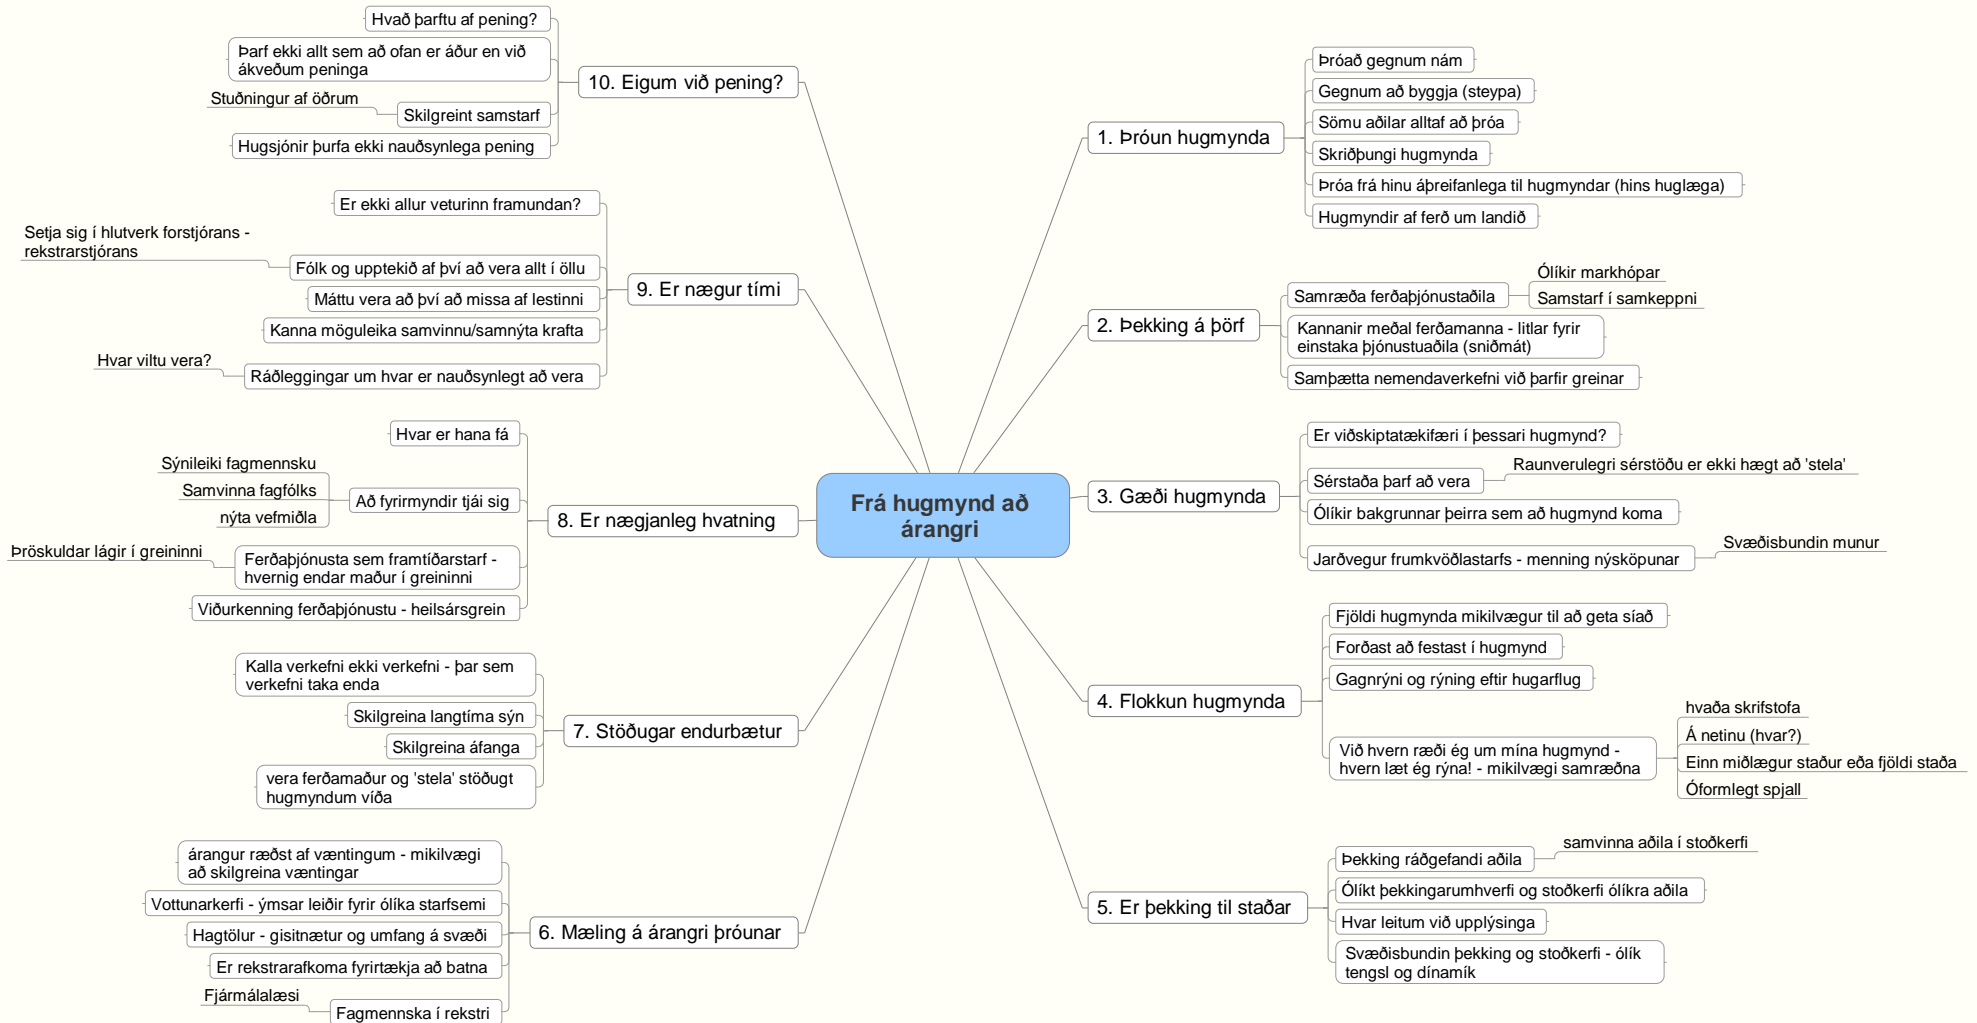 Frá hugmynd að
árangri
1. Þróun hugmynda
Þróað gegnum nám
Gegnum að byggja (steypa)
Sömu aðilar alltaf að þróa
Skriðþungi hugmynda
Þróa frá hinu áþreifanlega til hugmyndar (hins huglæga)
Hugmyndir af ferð um landið
2. Þekking á þörf
Samræða ferðaþjónustaðila
Ólíkir markhópar
Samstarf í samkeppni
Kannanir meðal ferðamanna - litlar fyrir
einstaka þjónustuaðila (sniðmát)
Samþætta nemendaverkefni við þarfir greinar
3. Gæði hugmynda
Er viðskiptatækifæri í þessari hugmynd?
Sérstaða þarf að vera
Raunverulegri sérstöðu er ekki hægt að 'stela'
Ólíkir bakgrunnar þeirra sem að hugmynd koma
Jarðvegur frumkvöðlastarfs - menning nýsköpunar
Svæðisbundin munur
4. Flokkun hugmynda
Fjöldi hugmynda mikilvægur til að geta síað
Forðast að festast í hugmynd
Gagnrýni og rýning eftir hugarflug
Við hvern ræði ég um mína hugmynd -
hvern læt ég rýna! - mikilvægi samræðna
hvaða skrifstofa
Á netinu (hvar?)
Einn miðlægur staður eða fjöldi staða
Óformlegt spjall
5. Er þekking til staðar
Þekking ráðgefandi aðila
samvinna aðila í stoðkerfi
Ólíkt þekkingarumhverfi og stoðkerfi ólíkra aðila
Hvar leitum við upplýsinga
Svæðisbundin þekking og stoðkerfi - ólík
tengsl og dínamík
6. Mæling á árangri þróunar
árangur ræðst af væntingum - mikilvægi
að skilgreina væntingar
Vottunarkerfi - ýmsar leiðir fyrir ólíka starfsemi
Hagtölur - gisitnætur og umfang á svæði
Er rekstrarafkoma fyrirtækja að batna
Fagmennska í rekstri
Fjármálalæsi
7. Stöðugar endurbætur
Kalla verkefni ekki verkefni - þar sem
verkefni taka enda
Skilgreina langtíma sýn
Skilgreina áfanga
vera ferðamaður og 'stela' stöðugt
hugmyndum víða
8. Er nægjanleg hvatning
Hvar er hana fá
Að fyrirmyndir tjái sig
Sýnileiki fagmennsku
Samvinna fagfólks
nýta vefmiðla
Ferðaþjónusta sem framtíðarstarf -
hvernig endar maður í greininni
Þröskuldar lágir í greininni
Viðurkenning ferðaþjónustu - heilsársgrein
9. Er nægur tími
Er ekki allur veturinn framundan?
Fólk og upptekið af því að vera allt í öllu
Setja sig í hlutverk forstjórans -
rekstrarstjórans
Máttu vera að því að missa af lestinni
Kanna möguleika samvinnu/samnýta krafta
Ráðleggingar um hvar er nauðsynlegt að vera
Hvar viltu vera?
10. Eigum við pening?
Hvað þarftu af pening?
Þarf ekki allt sem að ofan er áður en við
ákveðum peninga
Skilgreint samstarf
Stuðningur af öðrum
Hugsjónir þurfa ekki nauðsynlega pening